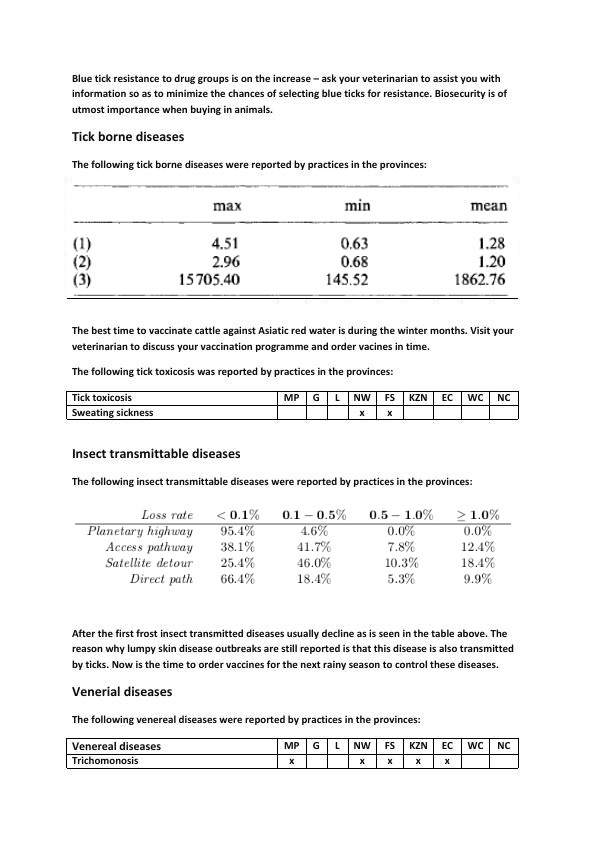 Blue tick resistance to drug groups is on the increase – ask your veterinarian to assist you with
information so as to minimize the chances of selecting blue ticks for resistance. Biosecurity is of
utmost importance when buying in animals.
Tick borne diseases
The following tick borne diseases were reported by practices in the provinces:
max min mean
(1) 4.51 0.63 1.28
(2) 2.96 0.68 1.20
(3) 15705.40 145.52 1862.76
The best time to vaccinate cattle against Asiatic red water is during the winter months. Visit your
veterinarian to discuss your vaccination programme and order vacines in time.
The following tick toxicosis was reported by practices in the provinces:
Tick toxicosis MP G L NW FS KZN EC WC NC
Sweating sickness x x
Insect transmittable diseases
The following insect transmittable diseases were reported by practices in the provinces:
Loss rate < 0.1% 0.1 – 0.5% 0.5 – 1.0% ≥ 1.0%
Planetary highway 95.4% 4.6% 0.0% 0.0%
Access pathway 38.1% 41.7% 7.8% 12.4%
Satellite detour 25.4% 46.0% 10.3% 18.4%
Direct path 66.4% 18.4% 5.3% 9.9%
After the first frost insect transmitted diseases usually decline as is seen in the table above. The
reason why lumpy skin disease outbreaks are still reported is that this disease is also transmitted
by ticks. Now is the time to order vaccines for the next rainy season to control these diseases.
Venerial diseases
The following venereal diseases were reported by practices in the provinces:
Venereal diseases MP G L NW FS KZN EC WC NC
Trichomonosis x x x x x